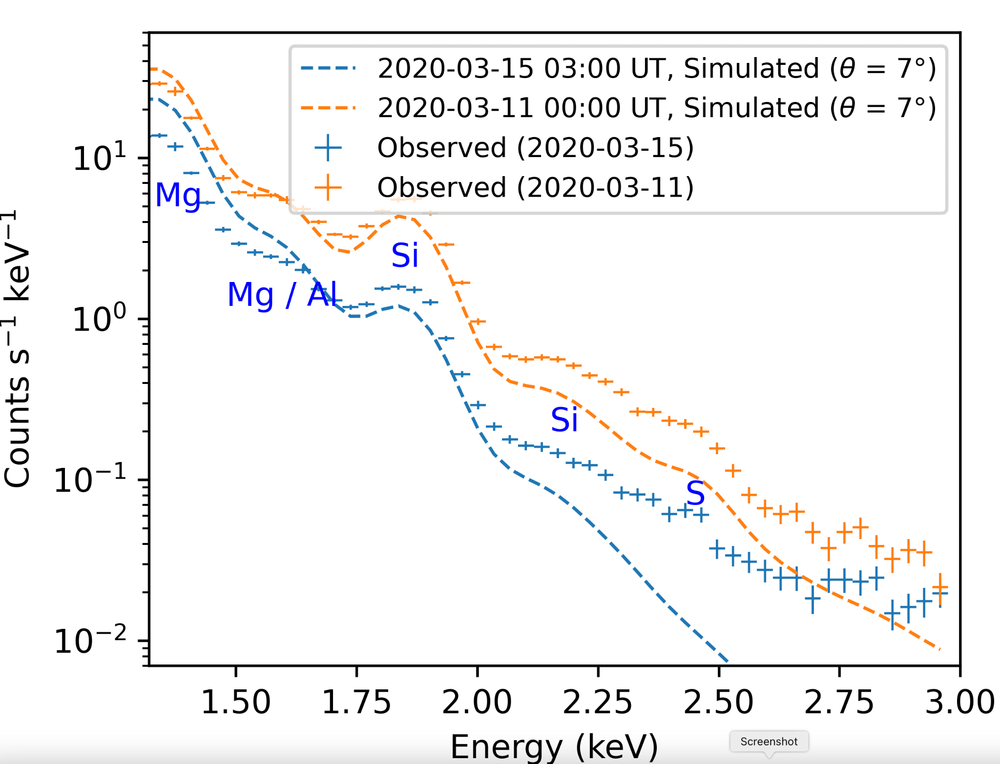 2020-03-15 03:00 UT, Simulated (θ = 7°)
2020-03-11 00:00 UT, Simulated (θ = 7°)
Observed (2020-03-15)
Observed (2020-03-11)
Counts s⁻¹ keV⁻¹
10¹
10⁰
10⁻¹
10⁻²
Mg
Si
Mg / Al
Si
S
1.50 1.75 2.00 2.25 2.50 2.75 3.00
Energy (keV)
Screenshot